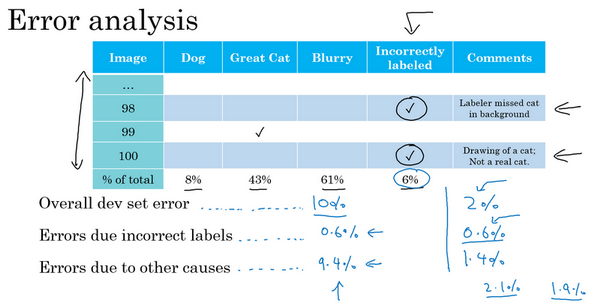 Error analysis
Image Dog Great Cat Blurry Incorrectly labeled Comments
...
98 ✓ Labeler missed cat in background
99 ✓
100 ✓ Drawing of a cat; Not a real cat.
% of total 8% 43% 61% 6%
Overall dev set error 10% 2%
Errors due incorrect labels 0.6% 0.6%
Errors due to other causes 9.4% 1.4%
2.1% 1.9%